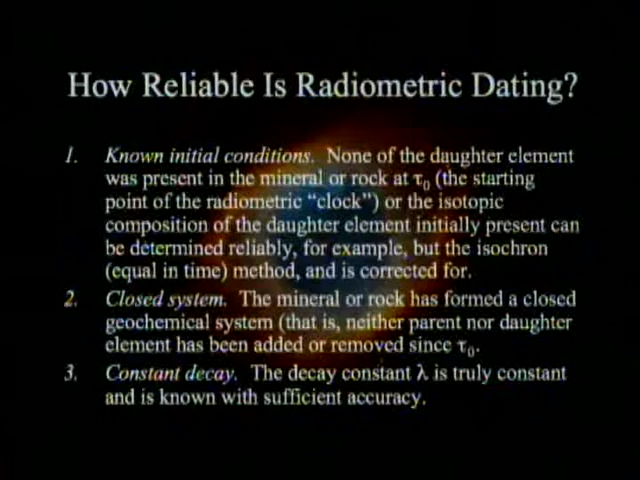 How Reliable Is Radiometric Dating?
1. Known initial conditions. None of the daughter element
was present in the mineral or rock at τ₀ (the starting
point of the radiometric “clock”) or the isotopic
composition of the daughter element initially present can
be determined reliably, for example, but the isochron
(equal in time) method, and is corrected for.
2. Closed system. The mineral or rock has formed a closed
geochemical system (that is, neither parent nor daughter
element has been added or removed since τ₀.
3. Constant decay. The decay constant λ is truly constant
and is known with sufficient accuracy.